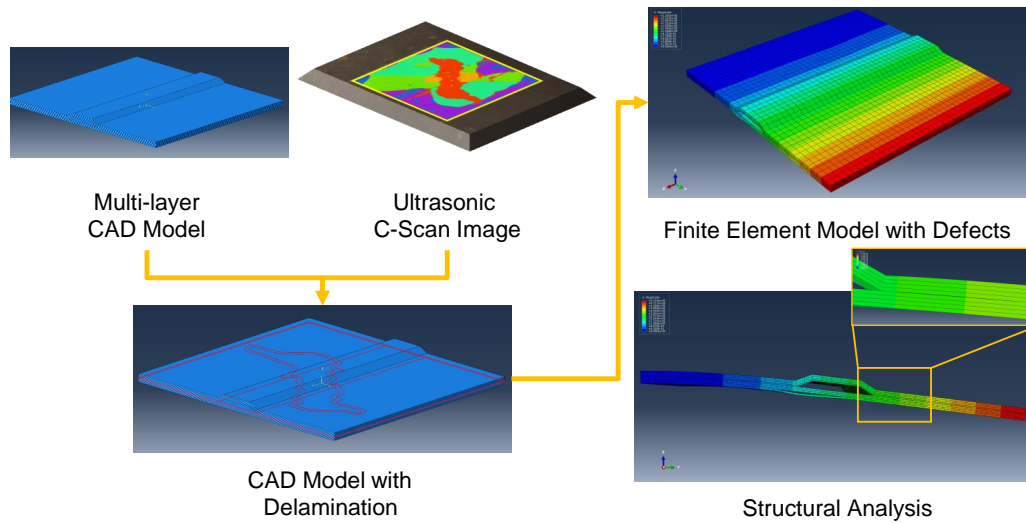 Multi-layer
CAD Model
Ultrasonic
C-Scan Image
Finite Element Model with Defects
CAD Model with
Delamination
Structural Analysis